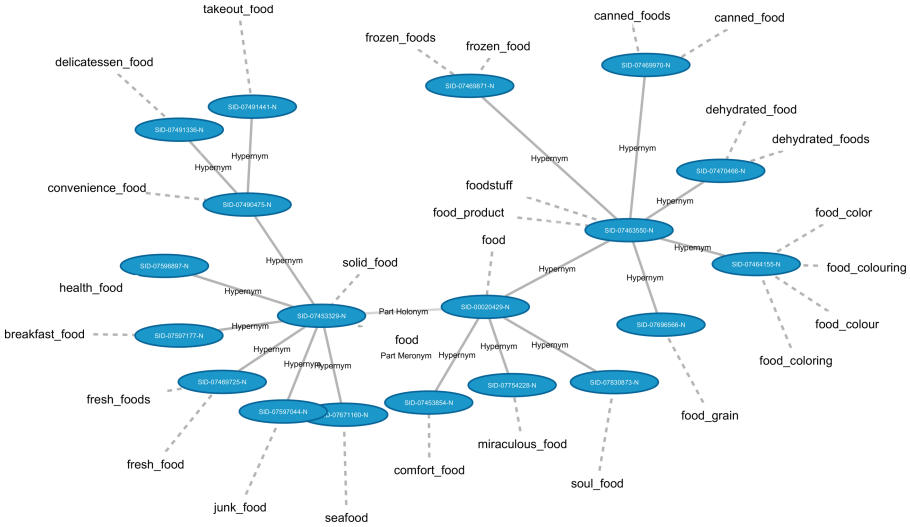 takeout_food
canned_foods
canned_food
frozen_foods
frozen_food
delicatessen_food
SID-07469970-N
SID-07469871-N
SID-07491441-N
dehydrated_food
SID-07491336-N
dehydrated_foods
Hypernym
Hypernym
Hypernym
SID-07470466-N
convenience_food
foodstuff
SID-07490475-N
Hypernym
food_product
food_color
SID-07463550-N
food
Hypernym
Hypernym
solid_food
SID-07596897-N
Hypernym
SID-07464155-N
food_colouring
Hypernym
health_food
Hypernym
SID-00020429-N
Part Holonym
SID-07453329-N
breakfast_food
SID-07597177-N
Hypernym
SID-07696566-N
food_colour
food
Hypernym
Hypernym
Hypernym
Hypernym
Part Meronym
Hypernym
food_coloring
Hypernym
SID-07469725-N
SID-07754228-N
SID-07830873-N
fresh_foods
SID-07453854-N
SID-07597044-N
SID-07671160-N
food_grain
miraculous_food
fresh_food
comfort_food
soul_food
junk_food
seafood